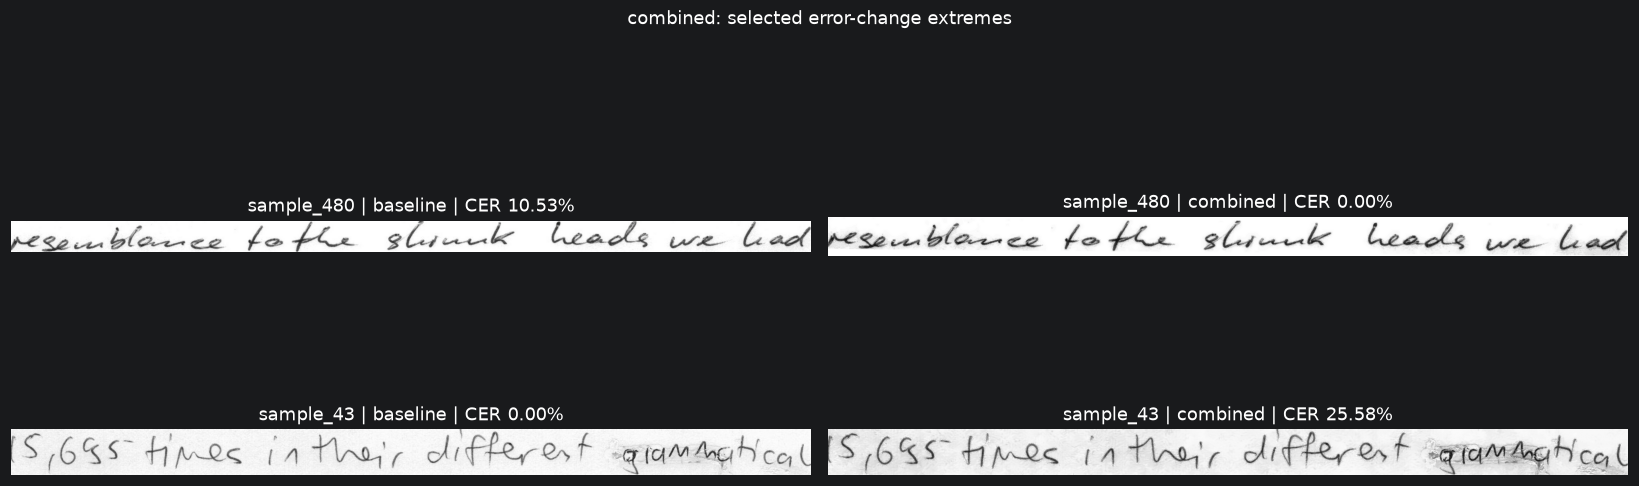 combined: selected error-change extremes
sample_480 | baseline | CER 10.53%
sample_480 | combined | CER 0.00%
resemblance to the shrunk heads we had
resemblance to the shrunk heads we had
sample_43 | baseline | CER 0.00%
sample_43 | combined | CER 25.58%
15,695 times in their different grammatical
15,695 times in their different grammatical